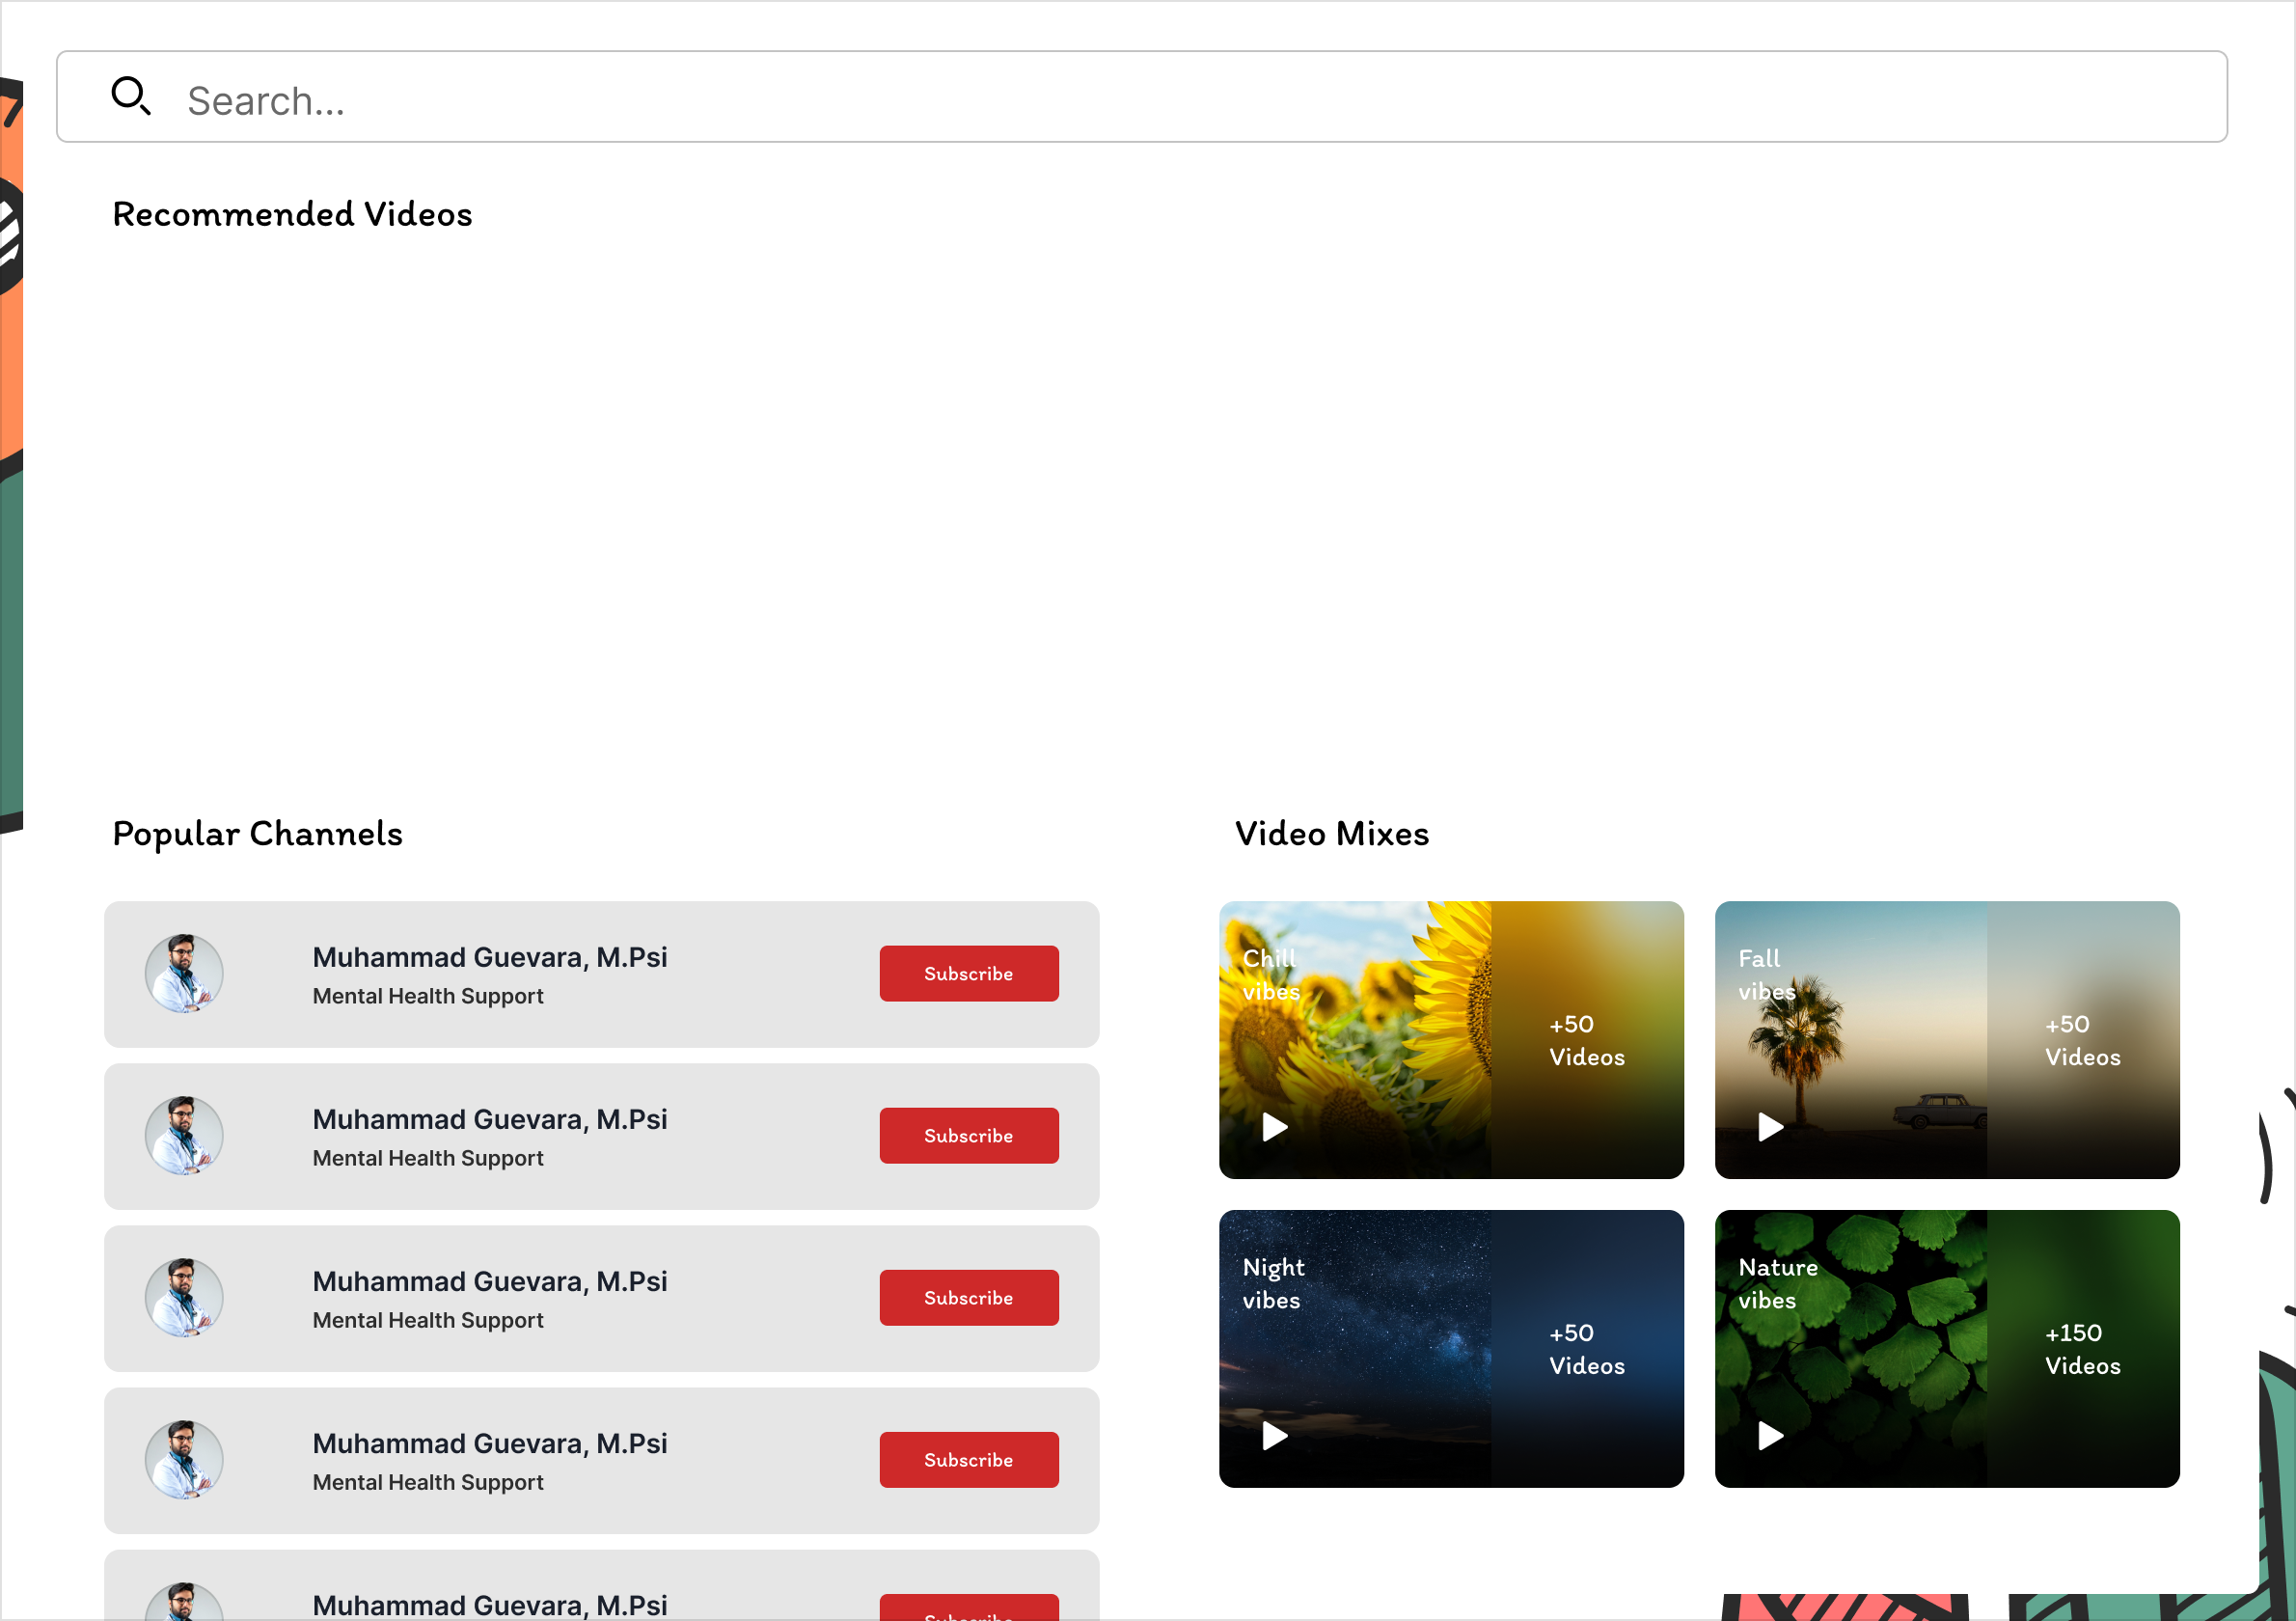 Search...
Recommended Videos
Popular Channels
Muhammad Guevara, M.Psi
Mental Health Support
Subscribe
Muhammad Guevara, M.Psi
Mental Health Support
Subscribe
Muhammad Guevara, M.Psi
Mental Health Support
Subscribe
Muhammad Guevara, M.Psi
Mental Health Support
Subscribe
Muhammad Guevara, M.Psi
Subscribe
Video Mixes
Chill
vibes
+50
Videos
Fall
vibes
+50
Videos
Night
vibes
+50
Videos
Nature
vibes
+150
Videos